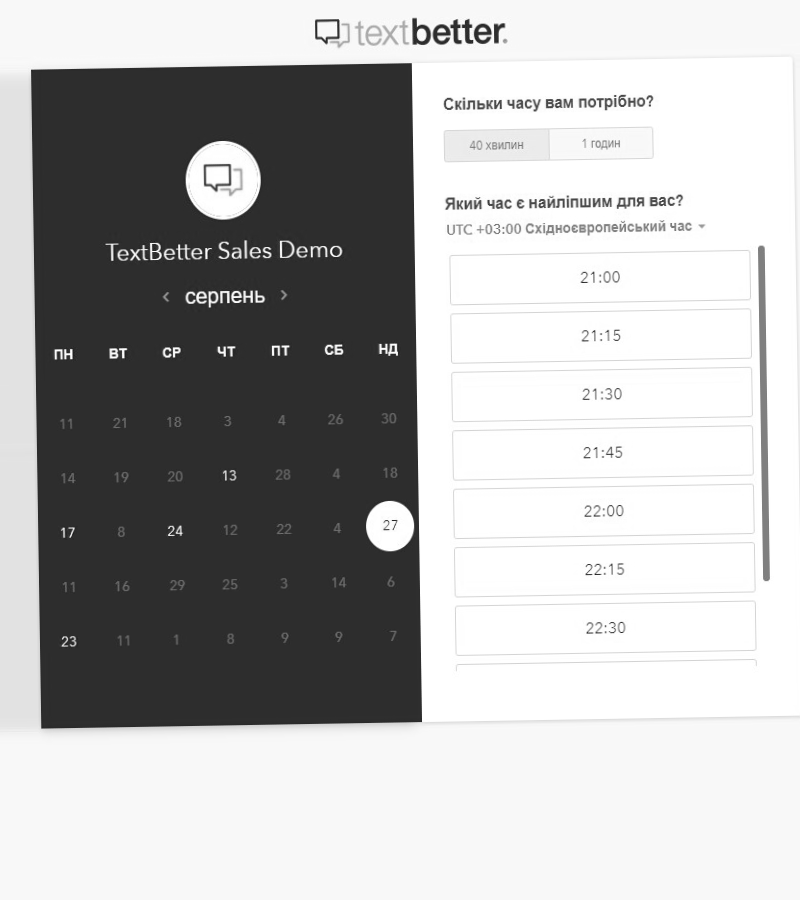 textbetter.
TextBetter Sales Demo
серпень
ПН ВТ СР ЧТ ПТ СБ НД
11 21 18 3 4 26 30
14 19 20 13 28 4 18
17 8 24 12 22 4 27
11 16 29 25 3 14 6
23 11 1 8 9 9 7
Скільки часу вам потрібно?
40 хвилин 1 годин
Який час є найліпшим для вас?
UTC +03:00 Східноєвропейський час
21:00
21:15
21:30
21:45
22:00
22:15
22:30